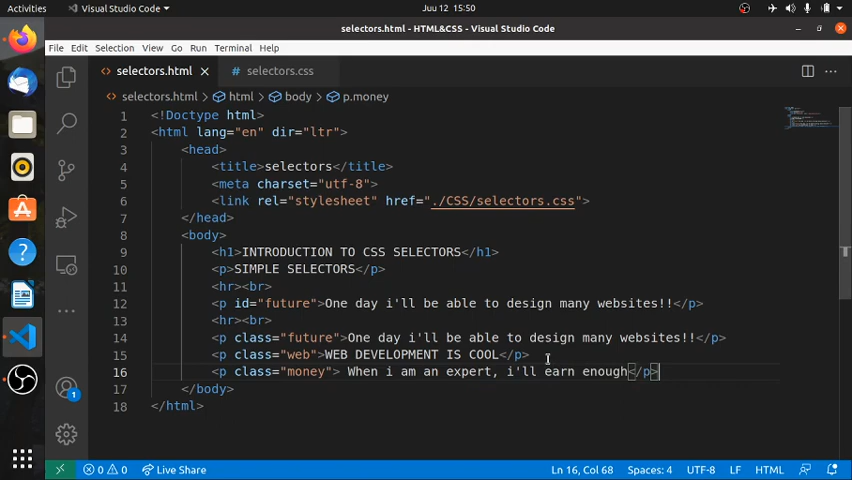 Activities Visual Studio Code Juu 12 15:50
selectors.html - HTML&CSS - Visual Studio Code
File Edit Selection View Go Run Terminal Help
selectors.html selectors.css
selectors.html > html > body > p.money
1 <!Doctype html>
2 <html lang="en" dir="ltr">
3 <head>
4 <title>selectors</title>
5 <meta charset="utf-8">
6 <link rel="stylesheet" href="./CSS/selectors.css">
7 </head>
8 <body>
9 <h1>INTRODUCTION TO CSS SELECTORS</h1>
10 <p>SIMPLE SELECTORS</p>
11 <hr><br>
12 <p id="future">One day i'll be able to design many websites!!</p>
13 <hr><br>
14 <p class="future">One day i'll be able to design many websites!!</p>
15 <p class="web">WEB DEVELOPMENT IS COOL</p>
16 <p class="money"> When i am an expert, i'll earn enough</p>
17 </body>
18 </html>
1
0 0 Live Share Ln 16, Col 68 Spaces: 4 UTF-8 LF HTML